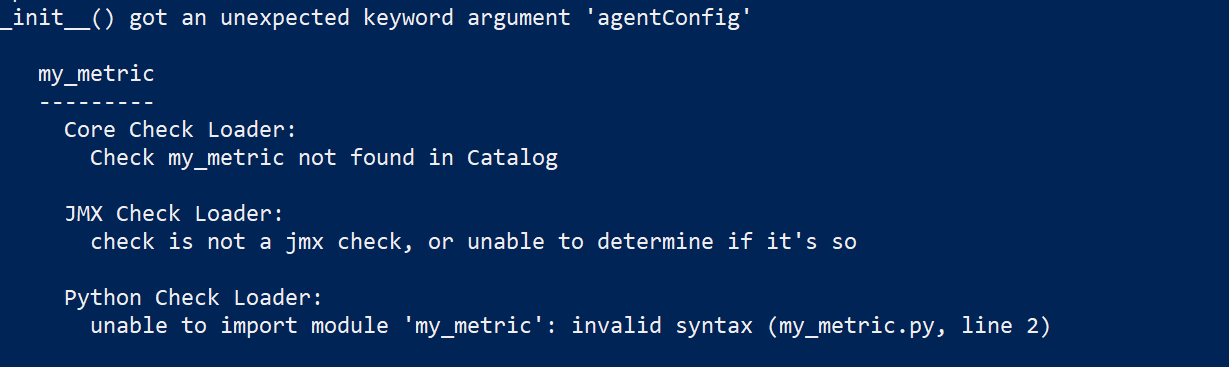 _init__() got an unexpected keyword argument 'agentConfig'
my_metric
---------
Core Check Loader:
Check my_metric not found in Catalog
JMX Check Loader:
check is not a jmx check, or unable to determine if it's so
Python Check Loader:
unable to import module 'my_metric': invalid syntax (my_metric.py, line 2)